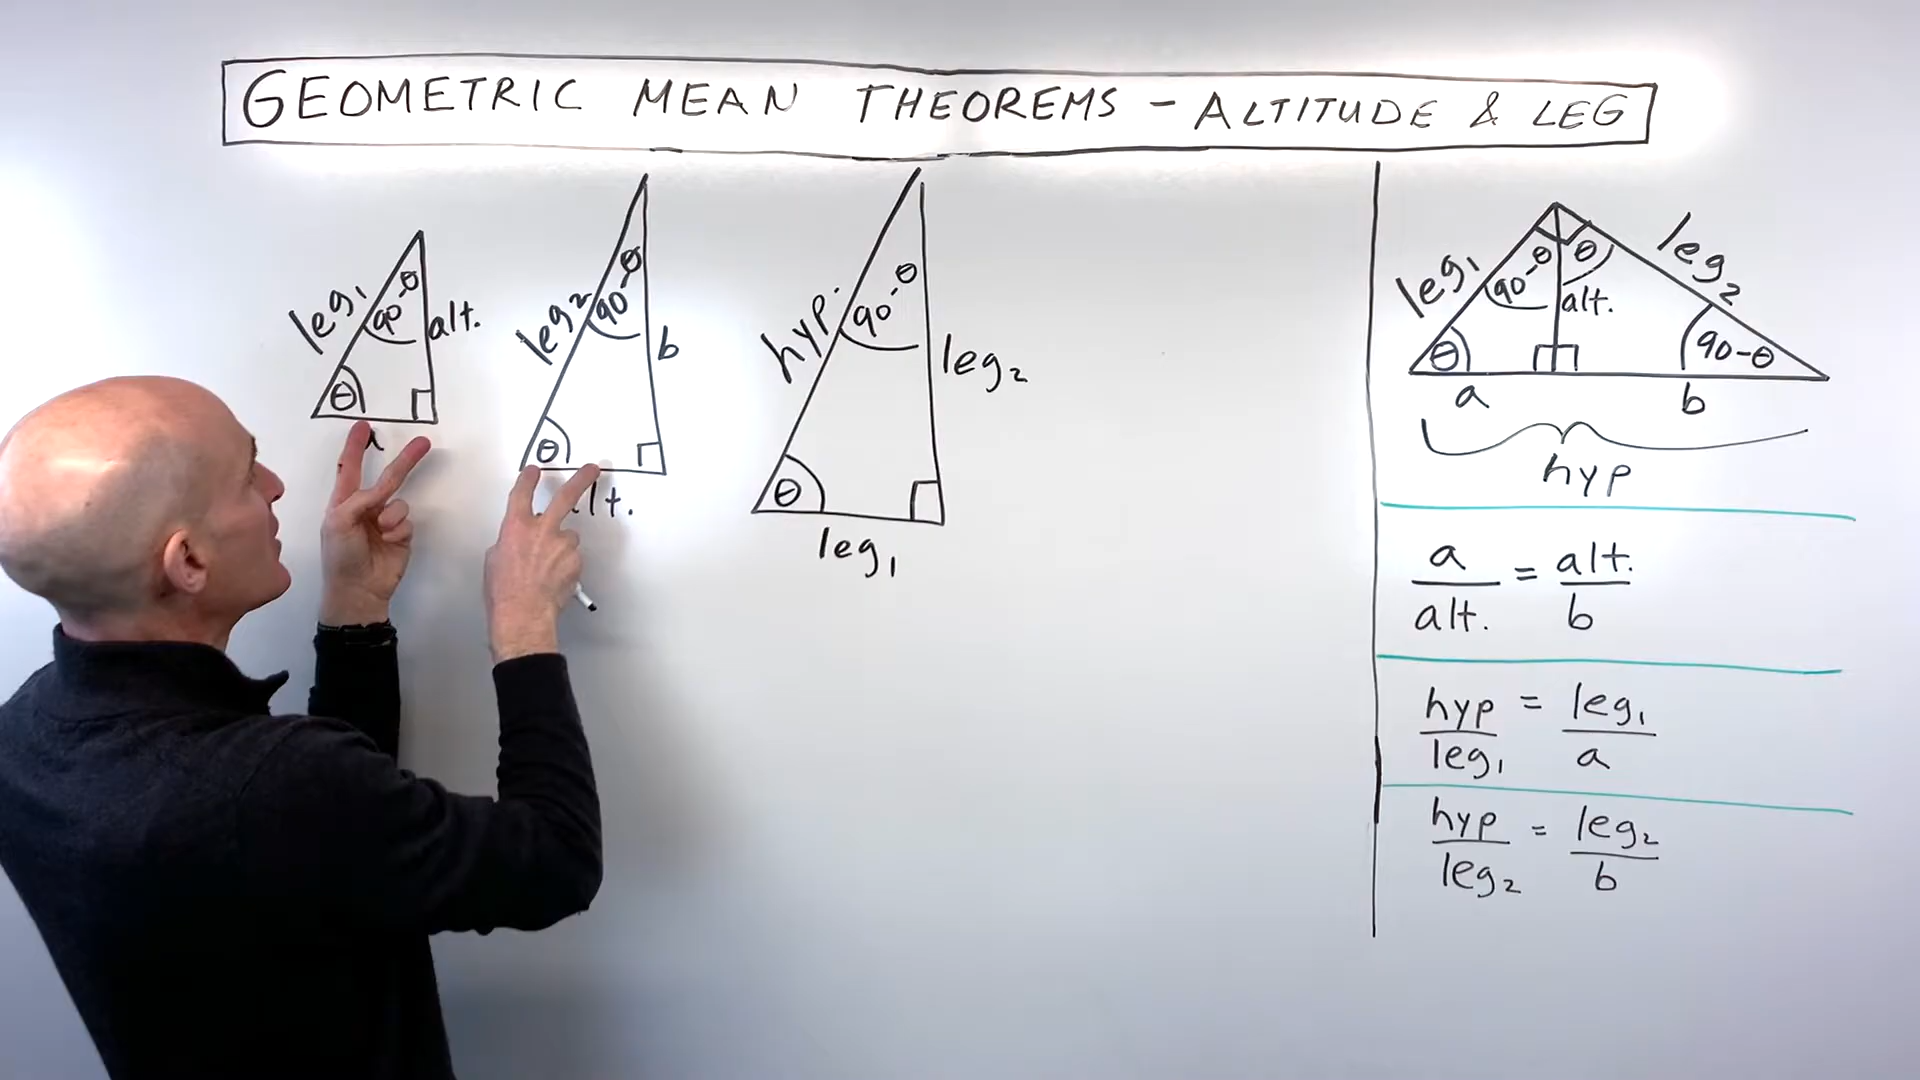 GEOMETRIC MEAN THEOREMS - ALTITUDE & LEG
leg₁
90-θ
alt.
θ
a
leg₂
90-θ
b
θ
alt.
hyp.
90-θ
leg₂
θ
leg₁
leg₁
90-θ
θ
leg₂
alt.
θ
90-θ
a
b
hyp
a/alt. = alt./b
hyp/leg₁ = leg₁/a
hyp/leg₂ = leg₂/b